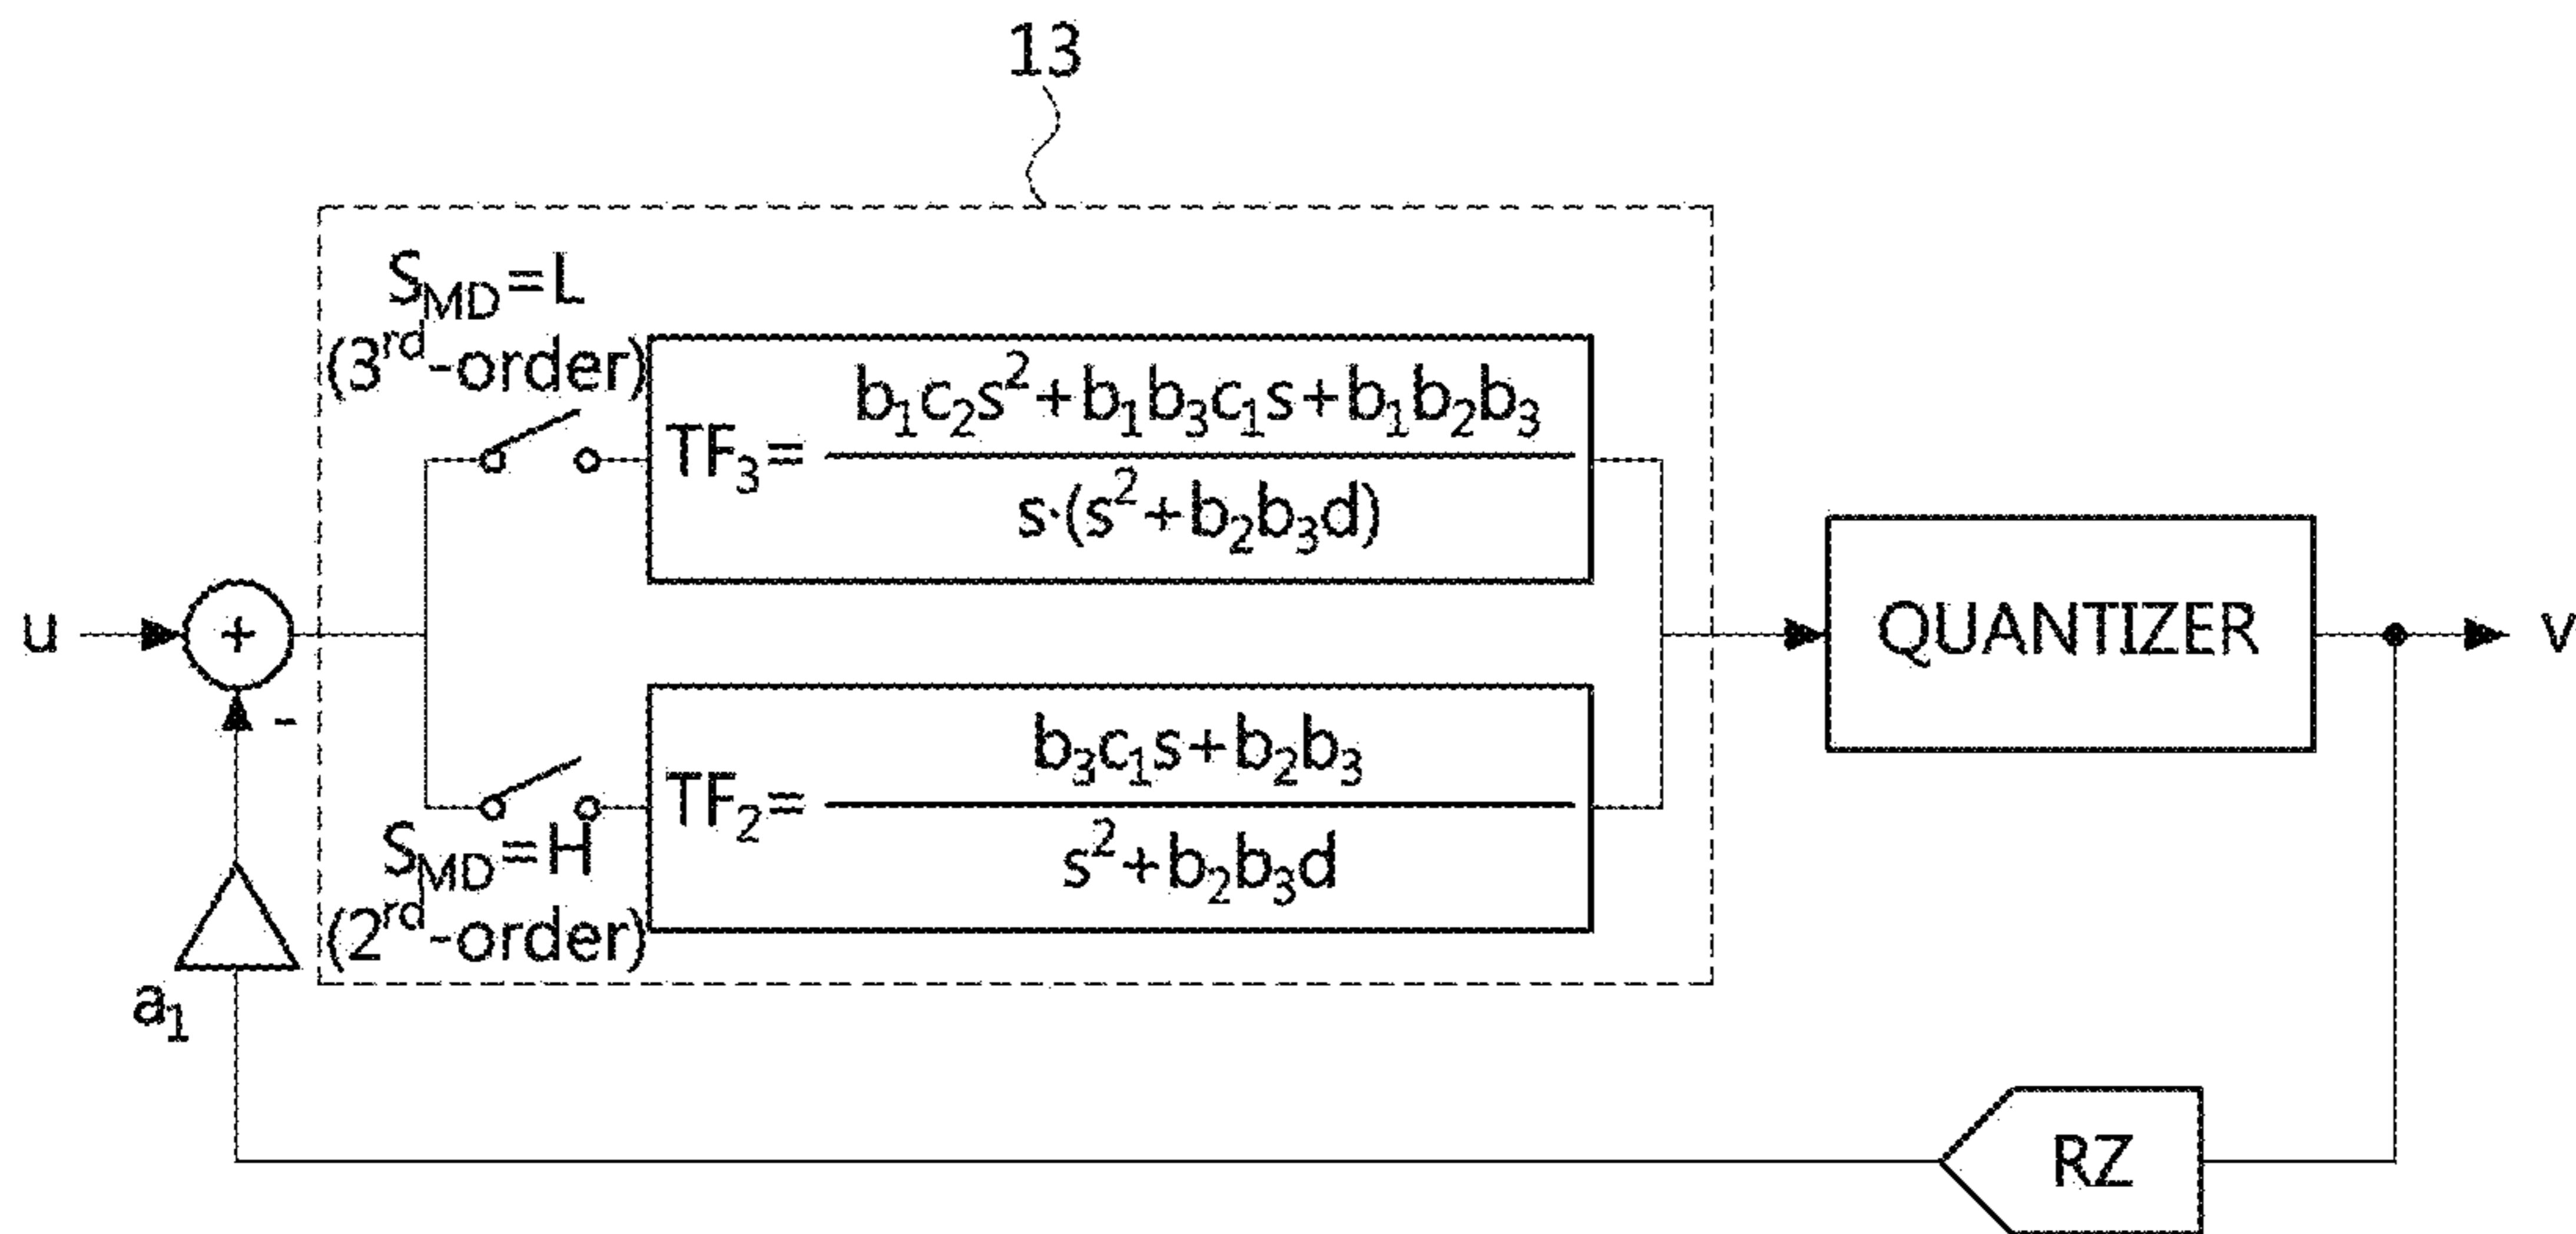 13
S_MD=L
(3^rd-order)
TF_3= (b_1c_2s^2+b_1b_3c_1s+b_1b_2b_3) / (s·(s^2+b_2b_3d))
u
+
-
QUANTIZER
v
TF_2= (b_3c_1s+b_2b_3) / (s^2+b_2b_3d)
S_MD=H
(2^rd-order)
a_1
RZ